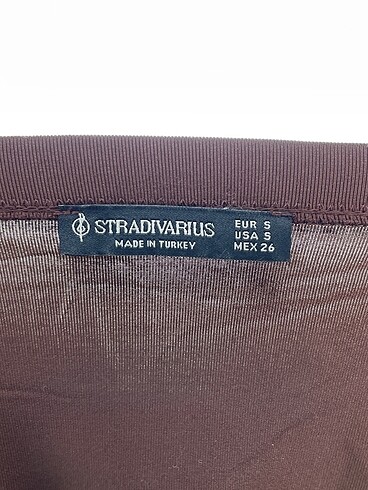 STRADIVARIUS
MADE IN TURKEY
EUR S
USA S
MEX 26